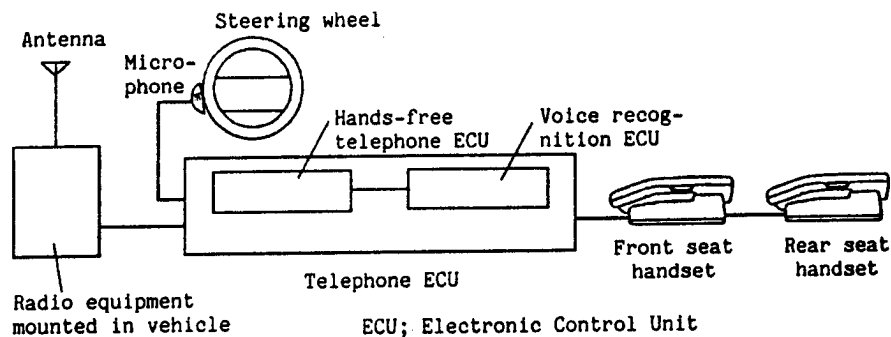 Steering wheel
Antenna
Micro-
phone
Hands-free
telephone ECU
Voice recog-
nition ECU
Front seat
handset
Rear seat
handset
Telephone ECU
Radio equipment
mounted in vehicle
ECU; Electronic Control Unit